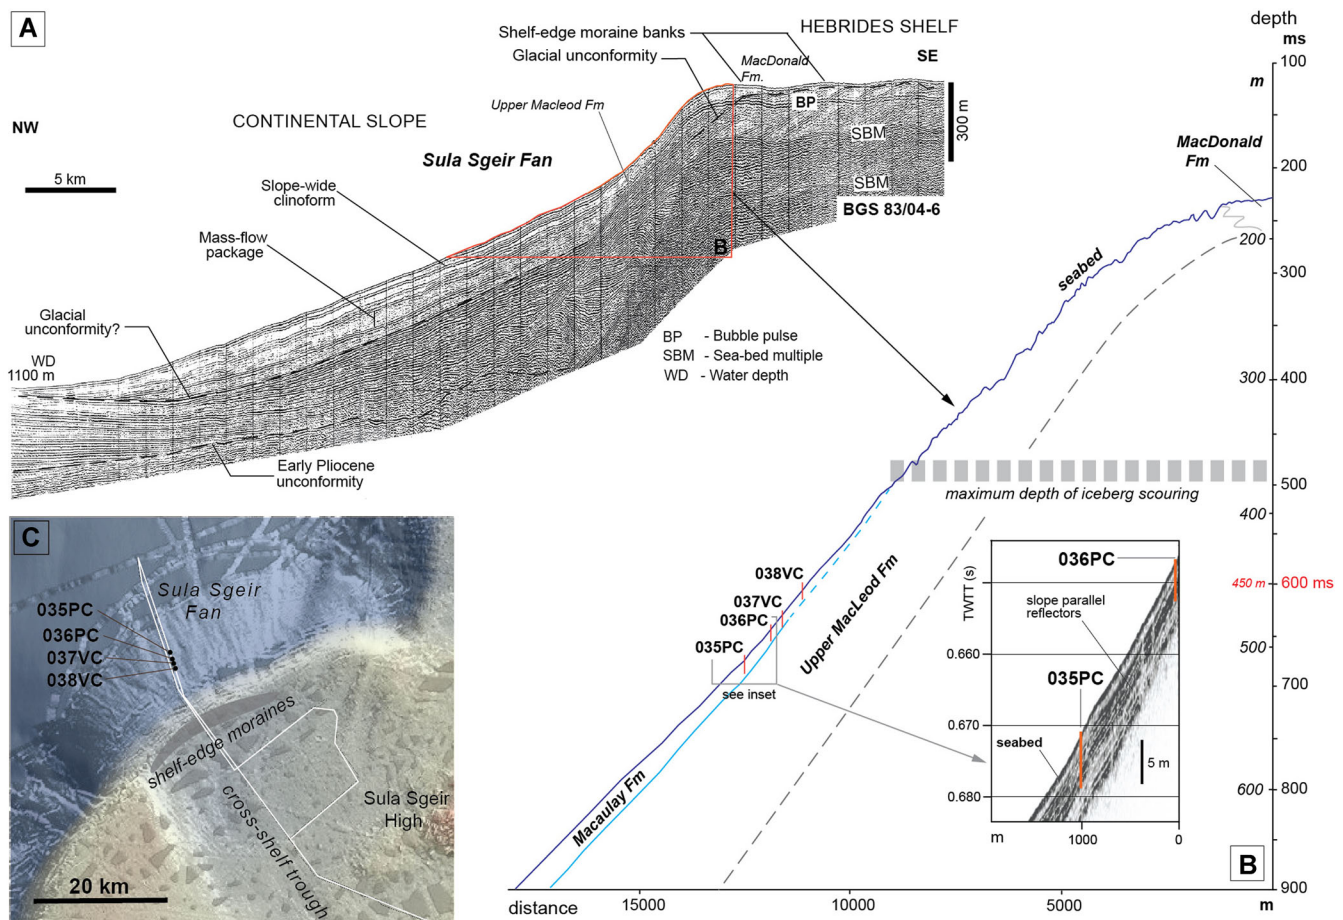 A
NW
CONTINENTAL SLOPE
Sula Sgeir Fan
5 km
Upper Macleod Fm
Shelf-edge moraine banks
Glacial unconformity
MacDonald
Fm.
HEBRIDES SHELF
SE
BP
SBM
SBM
300 m
BGS 83/04-6
B
Slope-wide
clinoform
Mass-flow
package
Glacial
unconformity?
WD
1100 m
Early Pliocene
unconformity
BP - Bubble pulse
SBM - Sea-bed multiple
WD - Water depth
depth
ms
m
100
200
200
300
300
400
500
400
450 m
600 ms
500
700
600
800
900
MacDonald
Fm
seabed
maximum depth of iceberg scouring
038VC
037VC
036PC
035PC
see inset
Upper MacLeod Fm
Macaulay Fm
036PC
TWTT (s)
slope parallel
reflectors
0.660
035PC
0.670
seabed
5 m
0.680
m
1000
0
B
distance
15000
10000
5000
m
C
Sula Sgeir
Fan
035PC
036PC
037VC
038VC
shelf-edge moraines
cross-shelf trough
Sula Sgeir
High
20 km